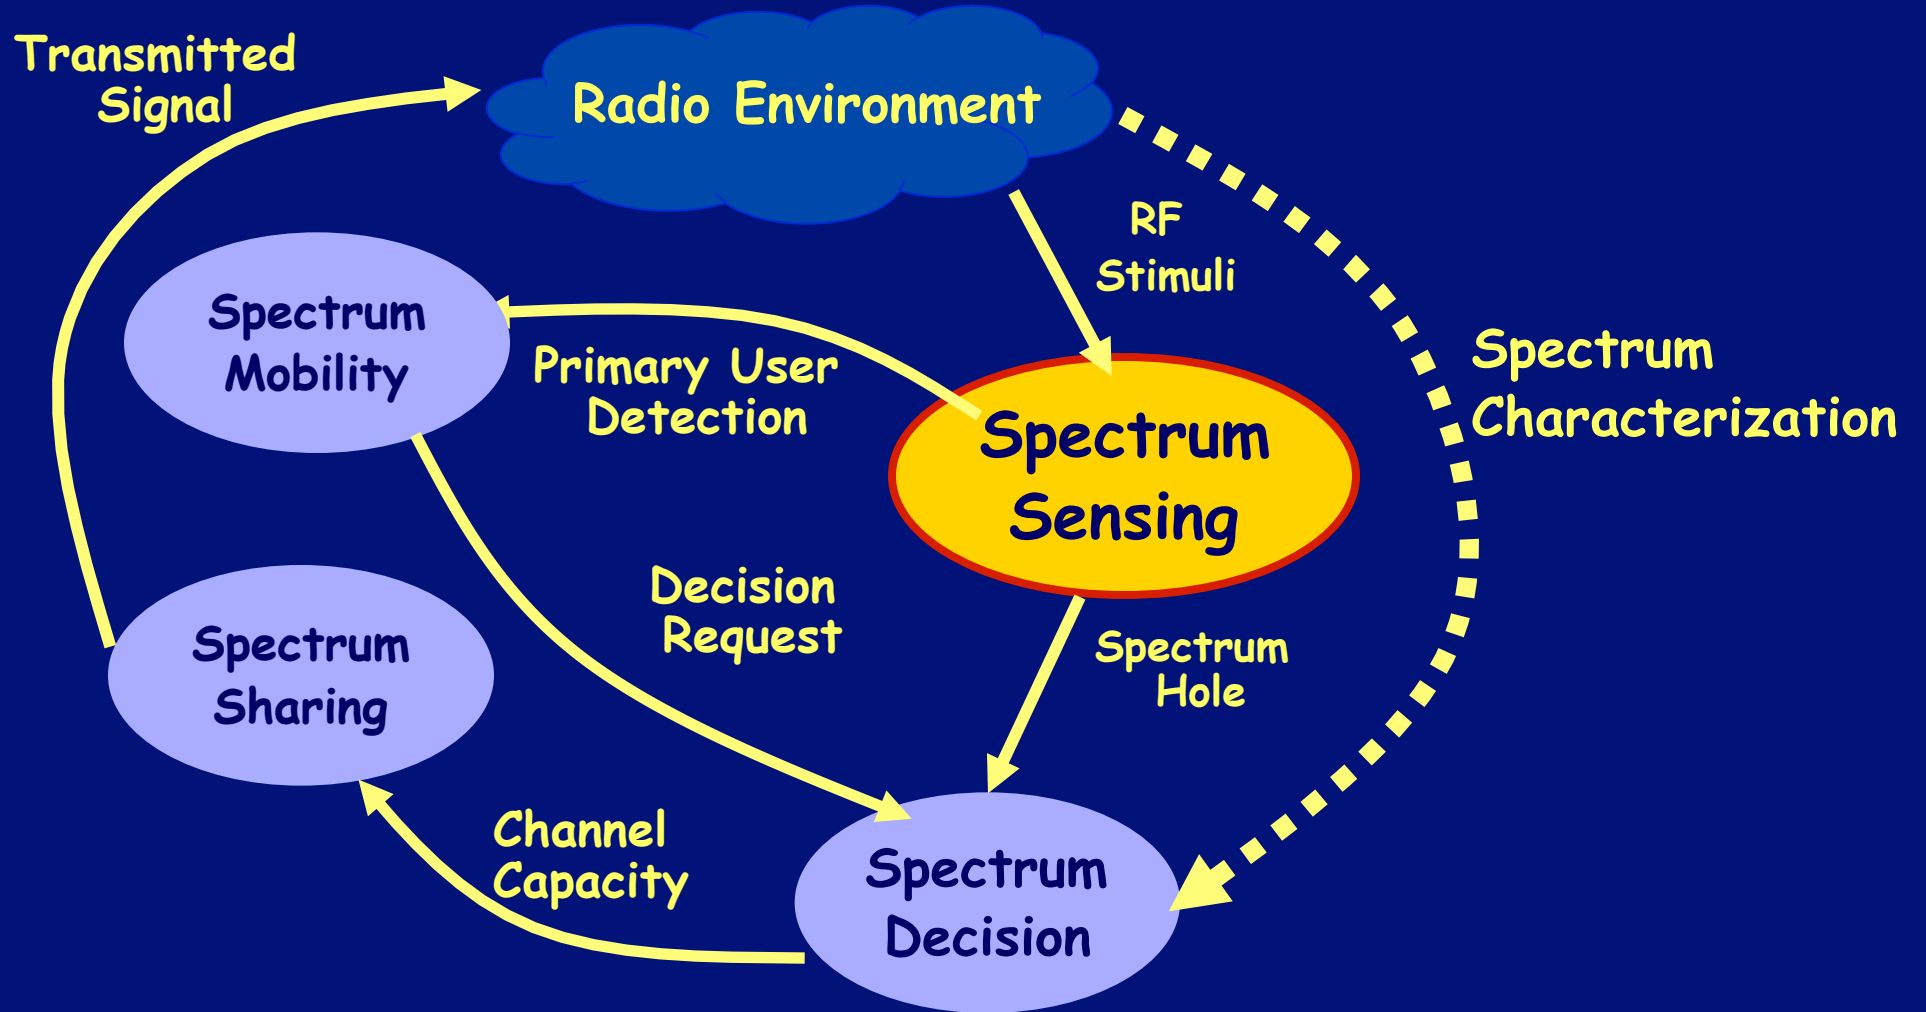 Transmitted
Signal
Radio Environment
RF
Stimuli
Spectrum
Mobility
Primary User
Detection
Spectrum
Characterization
Spectrum
Sensing
Decision
Request
Spectrum
Hole
Spectrum
Sharing
Channel
Capacity
Spectrum
Decision